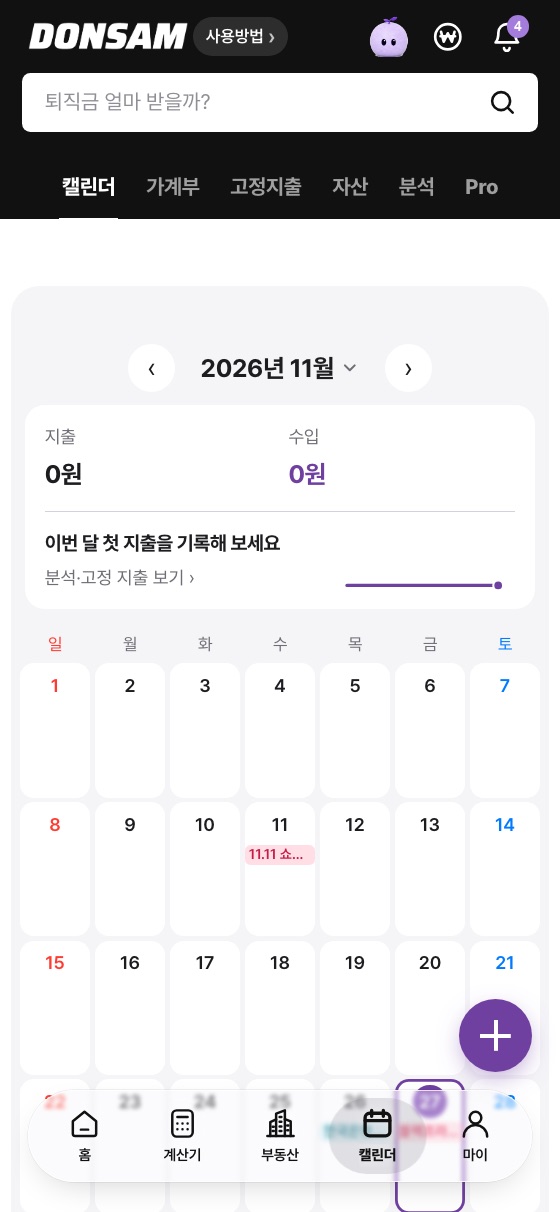 DONSAM 사용방법 › 4
퇴직금 얼마 받을까?
캘린더 가계부 고정지출 자산 분석 Pro
‹ 2026년 11월 ›
지출 수입
0원 0원
이번 달 첫 지출을 기록해 보세요
분석·고정 지출 보기 ›
일 월 화 수 목 금 토
1 2 3 4 5 6 7
8 9 10 11 12 13 14
11.11 쇼...
15 16 17 18 19 20 21
22 23 24 25 26 27 28
홈 계산기 부동산 캘린더 마이